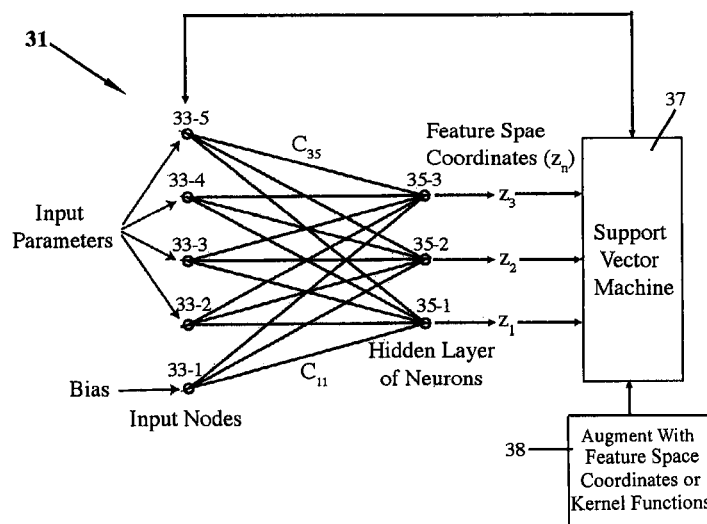 31
33-5
C35
Feature Spae
Coordinates (zn)
37
33-4
35-3
z3
Input
Parameters
33-3
35-2
z2
Support
Vector
Machine
33-2
35-1
z1
Hidden Layer
of Neurons
33-1
C11
Bias
Input Nodes
38
Augment With
Feature Space
Coordinates or
Kernel Functions